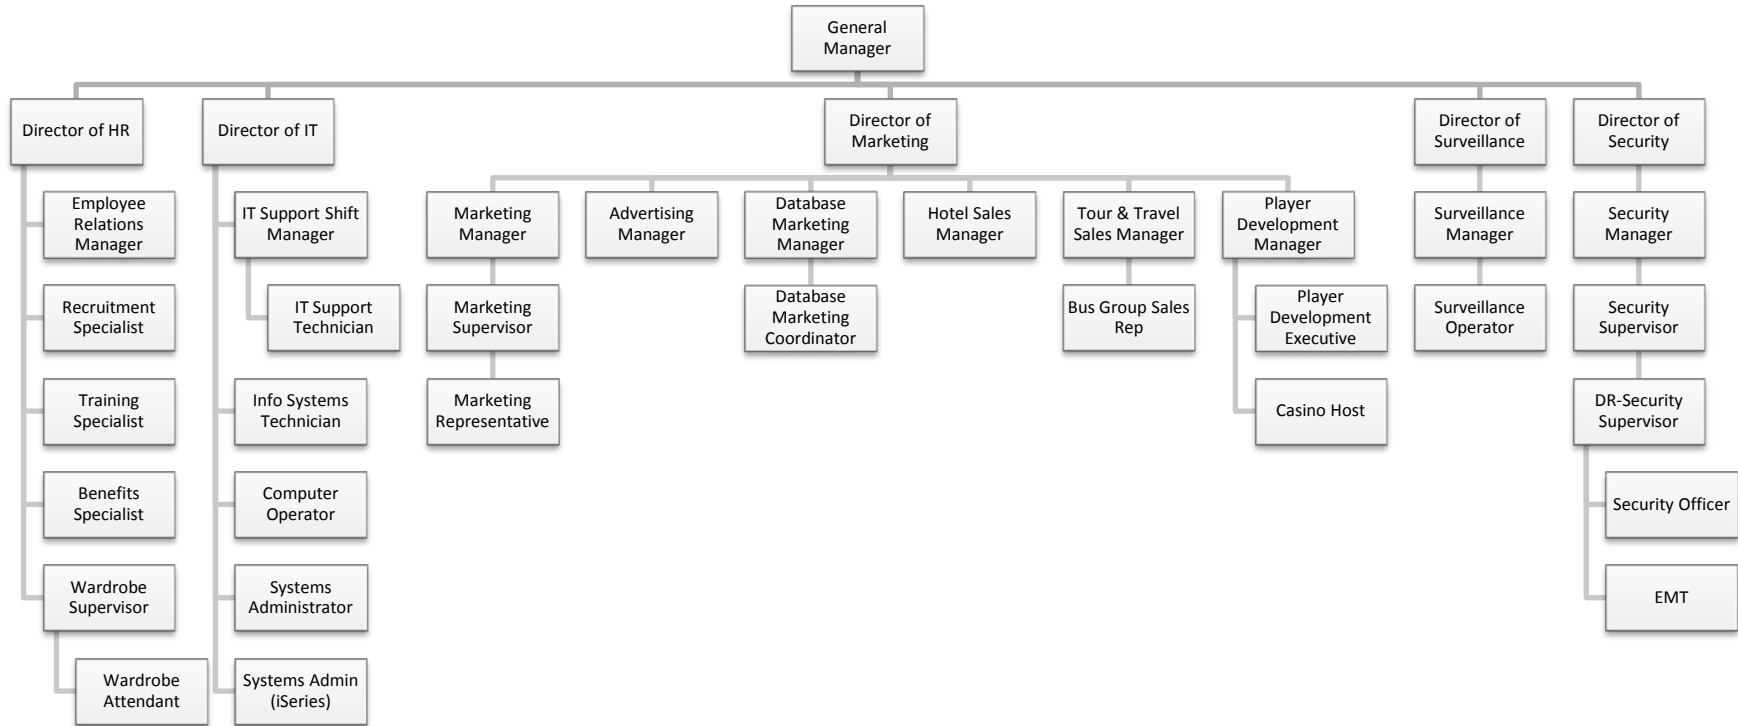 General
Manager
Director of HR
Director of IT
Director of
Marketing
Director of
Surveillance
Director of
Security
Employee
Relations
Manager
IT Support Shift
Manager
Marketing
Manager
Advertising
Manager
Database
Marketing
Manager
Hotel Sales
Manager
Tour & Travel
Sales Manager
Player
Development
Manager
Surveillance
Manager
Security
Manager
Recruitment
Specialist
IT Support
Technician
Marketing
Supervisor
Database
Marketing
Coordinator
Bus Group Sales
Rep
Player
Development
Executive
Surveillance
Operator
Security
Supervisor
Training
Specialist
Info Systems
Technician
Marketing
Representative
Casino Host
DR-Security
Supervisor
Benefits
Specialist
Computer
Operator
Security Officer
Wardrobe
Supervisor
Systems
Administrator
EMT
Wardrobe
Attendant
Systems Admin
(iSeries)